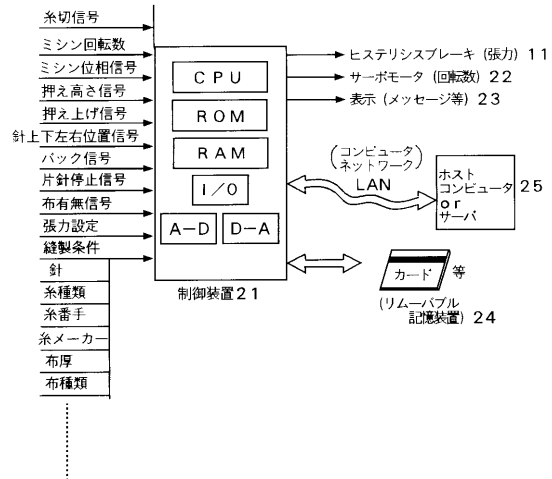 糸切信号
ミシン回転数
ミシン位相信号
押え高さ信号
押え上げ信号
針上下左右位置信号
バック信号
片針停止信号
布有無信号
張力設定
縫製条件
針
糸種類
糸番手
糸メーカー
布厚
布種類
CPU
ROM
RAM
I/O
A-D D-A
制御装置21
ヒステリシスブレーキ (張力) 11
サーボモータ (回転数) 22
表示 (メッセージ等) 23
(コンピュータ
ネットワーク)
LAN
ホスト
コンピュータ
or
サーバ
25
カード 等
(リムーバブル
記憶装置) 24